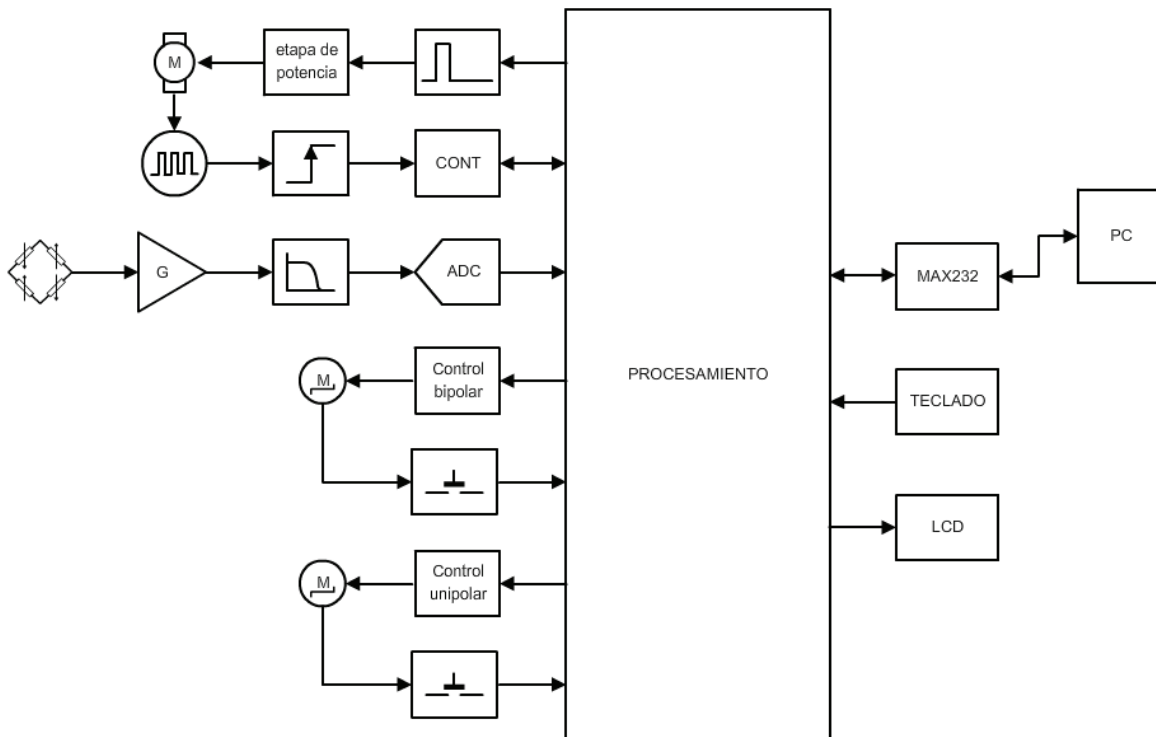 etapa de
potencia
M
CONT
G
ADC
M
Control
bipolar
M
Control
unipolar
PROCESAMIENTO
PC
MAX232
TECLADO
LCD